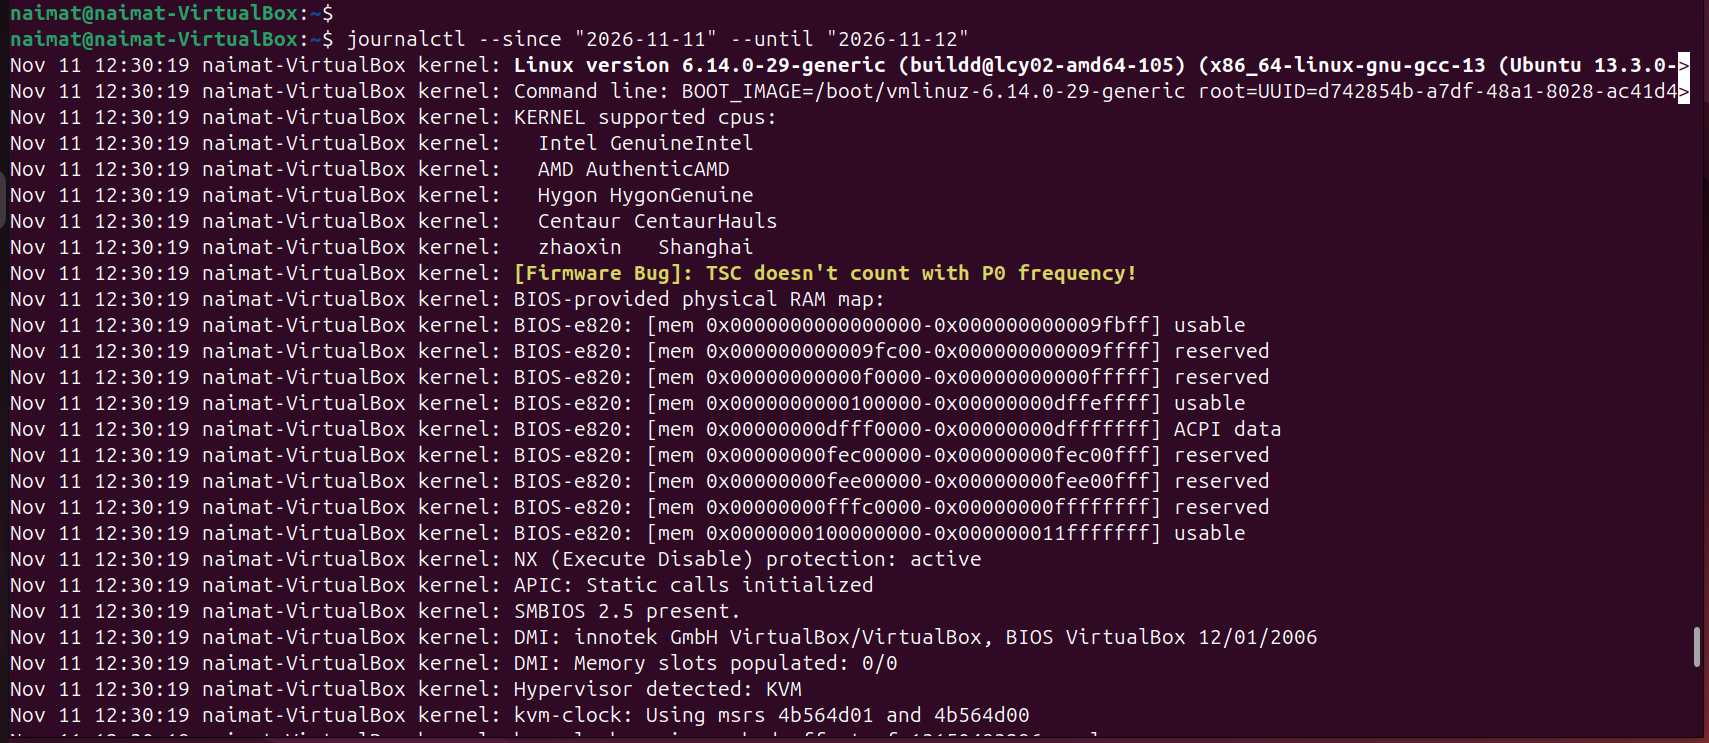 naimat@naimat-VirtualBox:~$
naimat@naimat-VirtualBox:~$ journalctl --since "2026-11-11" --until "2026-11-12"
Nov 11 12:30:19 naimat-VirtualBox kernel: Linux version 6.14.0-29-generic (buildd@lcy02-amd64-105) (x86_64-linux-gnu-gcc-13 (Ubuntu 13.3.0->
Nov 11 12:30:19 naimat-VirtualBox kernel: Command line: BOOT_IMAGE=/boot/vmlinuz-6.14.0-29-generic root=UUID=d742854b-a7df-48a1-8028-ac41d4>
Nov 11 12:30:19 naimat-VirtualBox kernel: KERNEL supported cpus:
Nov 11 12:30:19 naimat-VirtualBox kernel:   Intel GenuineIntel
Nov 11 12:30:19 naimat-VirtualBox kernel:   AMD AuthenticAMD
Nov 11 12:30:19 naimat-VirtualBox kernel:   Hygon HygonGenuine
Nov 11 12:30:19 naimat-VirtualBox kernel:   Centaur CentaurHauls
Nov 11 12:30:19 naimat-VirtualBox kernel:   zhaoxin   Shanghai
Nov 11 12:30:19 naimat-VirtualBox kernel: [Firmware Bug]: TSC doesn't count with P0 frequency!
Nov 11 12:30:19 naimat-VirtualBox kernel: BIOS-provided physical RAM map:
Nov 11 12:30:19 naimat-VirtualBox kernel: BIOS-e820: [mem 0x0000000000000000-0x000000000009fbff] usable
Nov 11 12:30:19 naimat-VirtualBox kernel: BIOS-e820: [mem 0x000000000009fc00-0x000000000009ffff] reserved
Nov 11 12:30:19 naimat-VirtualBox kernel: BIOS-e820: [mem 0x00000000000f0000-0x00000000000fffff] reserved
Nov 11 12:30:19 naimat-VirtualBox kernel: BIOS-e820: [mem 0x0000000000100000-0x00000000dffeffff] usable
Nov 11 12:30:19 naimat-VirtualBox kernel: BIOS-e820: [mem 0x00000000dfff0000-0x00000000dfffffff] ACPI data
Nov 11 12:30:19 naimat-VirtualBox kernel: BIOS-e820: [mem 0x00000000fec00000-0x00000000fec00fff] reserved
Nov 11 12:30:19 naimat-VirtualBox kernel: BIOS-e820: [mem 0x00000000fee00000-0x00000000fee00fff] reserved
Nov 11 12:30:19 naimat-VirtualBox kernel: BIOS-e820: [mem 0x00000000fffc0000-0x00000000ffffffff] reserved
Nov 11 12:30:19 naimat-VirtualBox kernel: BIOS-e820: [mem 0x0000000100000000-0x000000011fffffff] usable
Nov 11 12:30:19 naimat-VirtualBox kernel: NX (Execute Disable) protection: active
Nov 11 12:30:19 naimat-VirtualBox kernel: APIC: Static calls initialized
Nov 11 12:30:19 naimat-VirtualBox kernel: SMBIOS 2.5 present.
Nov 11 12:30:19 naimat-VirtualBox kernel: DMI: innotek GmbH VirtualBox/VirtualBox, BIOS VirtualBox 12/01/2006
Nov 11 12:30:19 naimat-VirtualBox kernel: DMI: Memory slots populated: 0/0
Nov 11 12:30:19 naimat-VirtualBox kernel: Hypervisor detected: KVM
Nov 11 12:30:19 naimat-VirtualBox kernel: kvm-clock: Using msrs 4b564d01 and 4b564d00